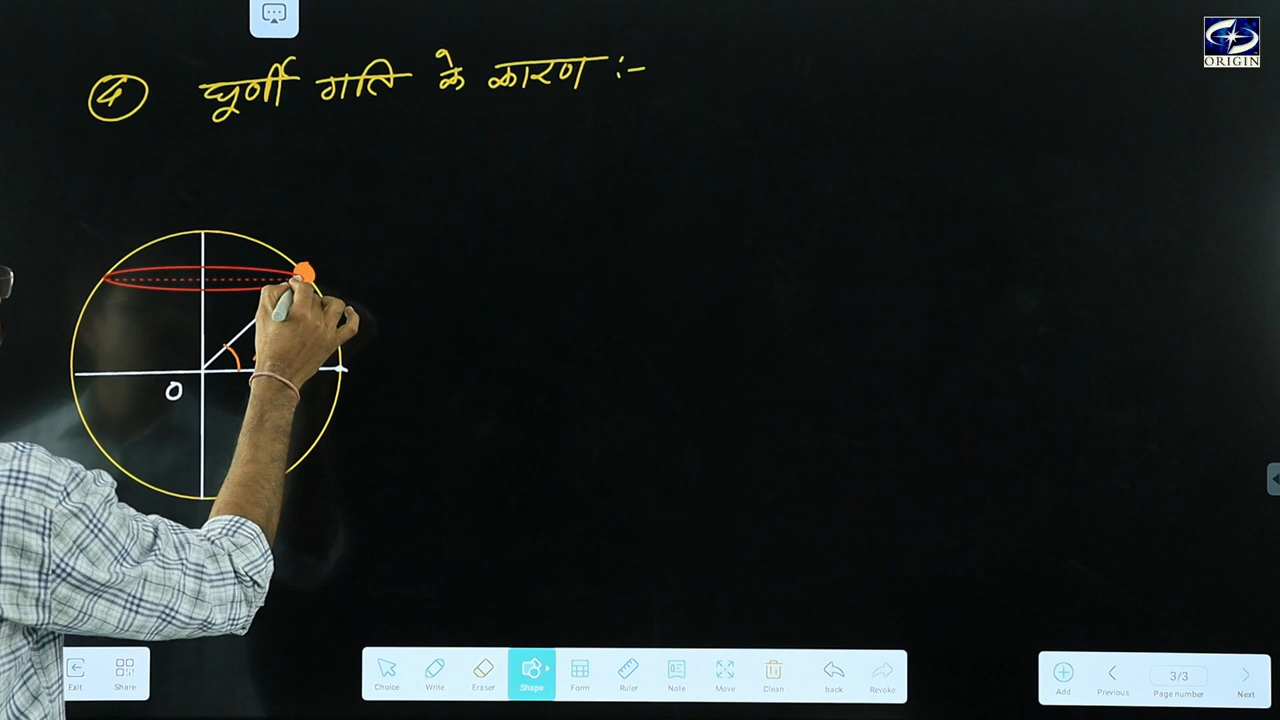 ④ घूर्णी गति के कारण :-
ORIGIN
O
Exit
Share
Choice
Write
Eraser
Shape
Form
Ruler
Note
Move
Clean
back
Revoke
Add
Previous
3/3
Page number
Next